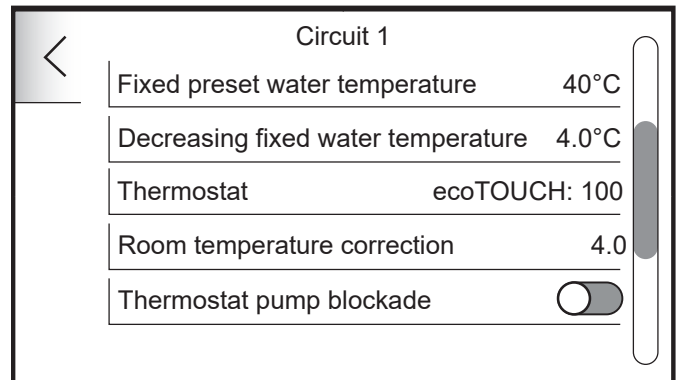 Circuit 1
Fixed preset water temperature 40°C
Decreasing fixed water temperature 4.0°C
Thermostat ecoTOUCH: 100
Room temperature correction 4.0
Thermostat pump blockade